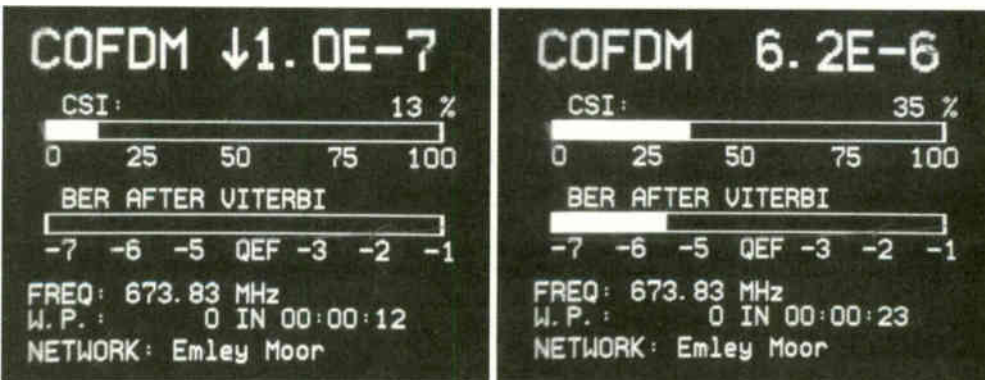 COFDM ↓1.0E-7
CSI: 13 %
0 25 50 75 100
BER AFTER VITERBI
-7 -6 -5 QEF -3 -2 -1
FREQ: 673.83 MHz
W.P.: 0 IN 00:00:12
NETWORK: Emley Moor
COFDM 6.2E-6
CSI: 35 %
0 25 50 75 100
BER AFTER VITERBI
-7 -6 -5 QEF -3 -2 -1
FREQ: 673.83 MHz
W.P.: 0 IN 00:00:23
NETWORK: Emley Moor